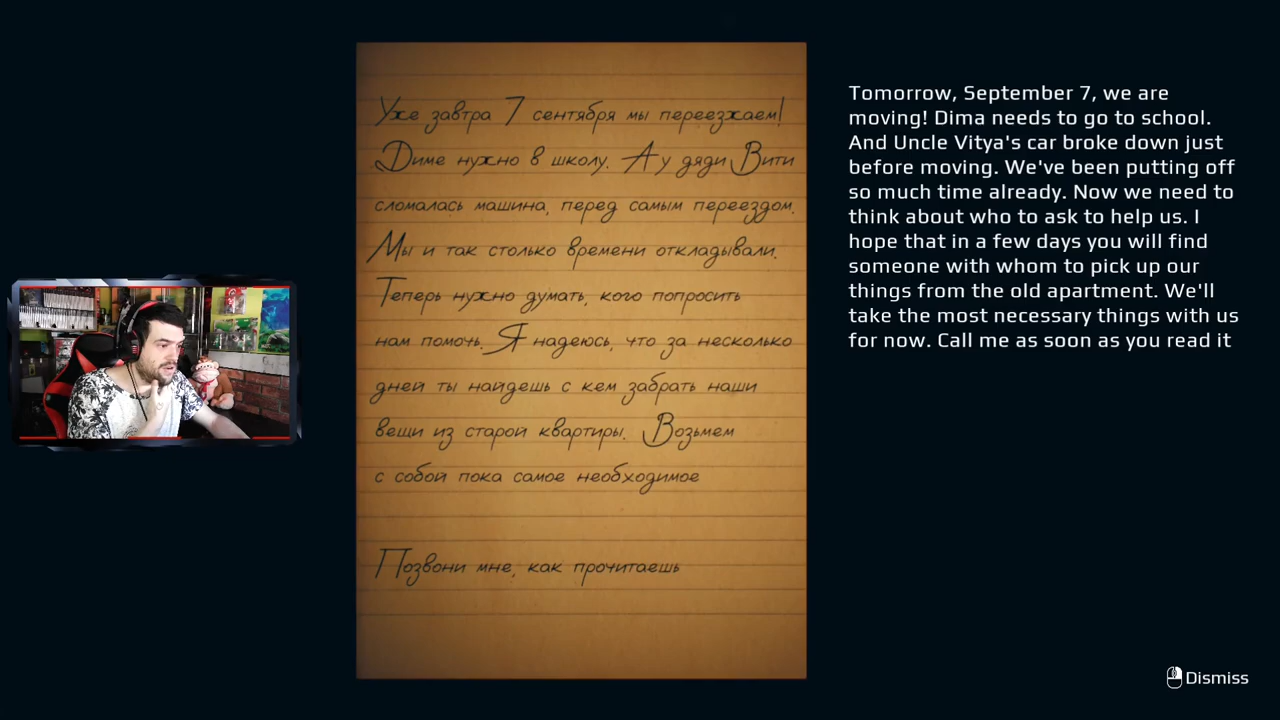 Уже завтра 7 сентября мы переезжаем!
Диме нужно в школу. А у дяди Вити
сломалась машина, перед самым переездом.
Мы и так столько времени откладывали.
Теперь нужно думать, кого попросить
нам помочь. Я надеюсь, что за несколько
дней ты найдешь с кем забрать наши
вещи из старой квартиры. Возьмем
с собой пока самое необходимое
Позвони мне, как прочитаешь
Tomorrow, September 7, we are
moving! Dima needs to go to school.
And Uncle Vitya's car broke down just
before moving. We've been putting off
so much time already. Now we need to
think about who to ask to help us. I
hope that in a few days you will find
someone with whom to pick up our
things from the old apartment. We'll
take the most necessary things with us
for now. Call me as soon as you read it
Dismiss